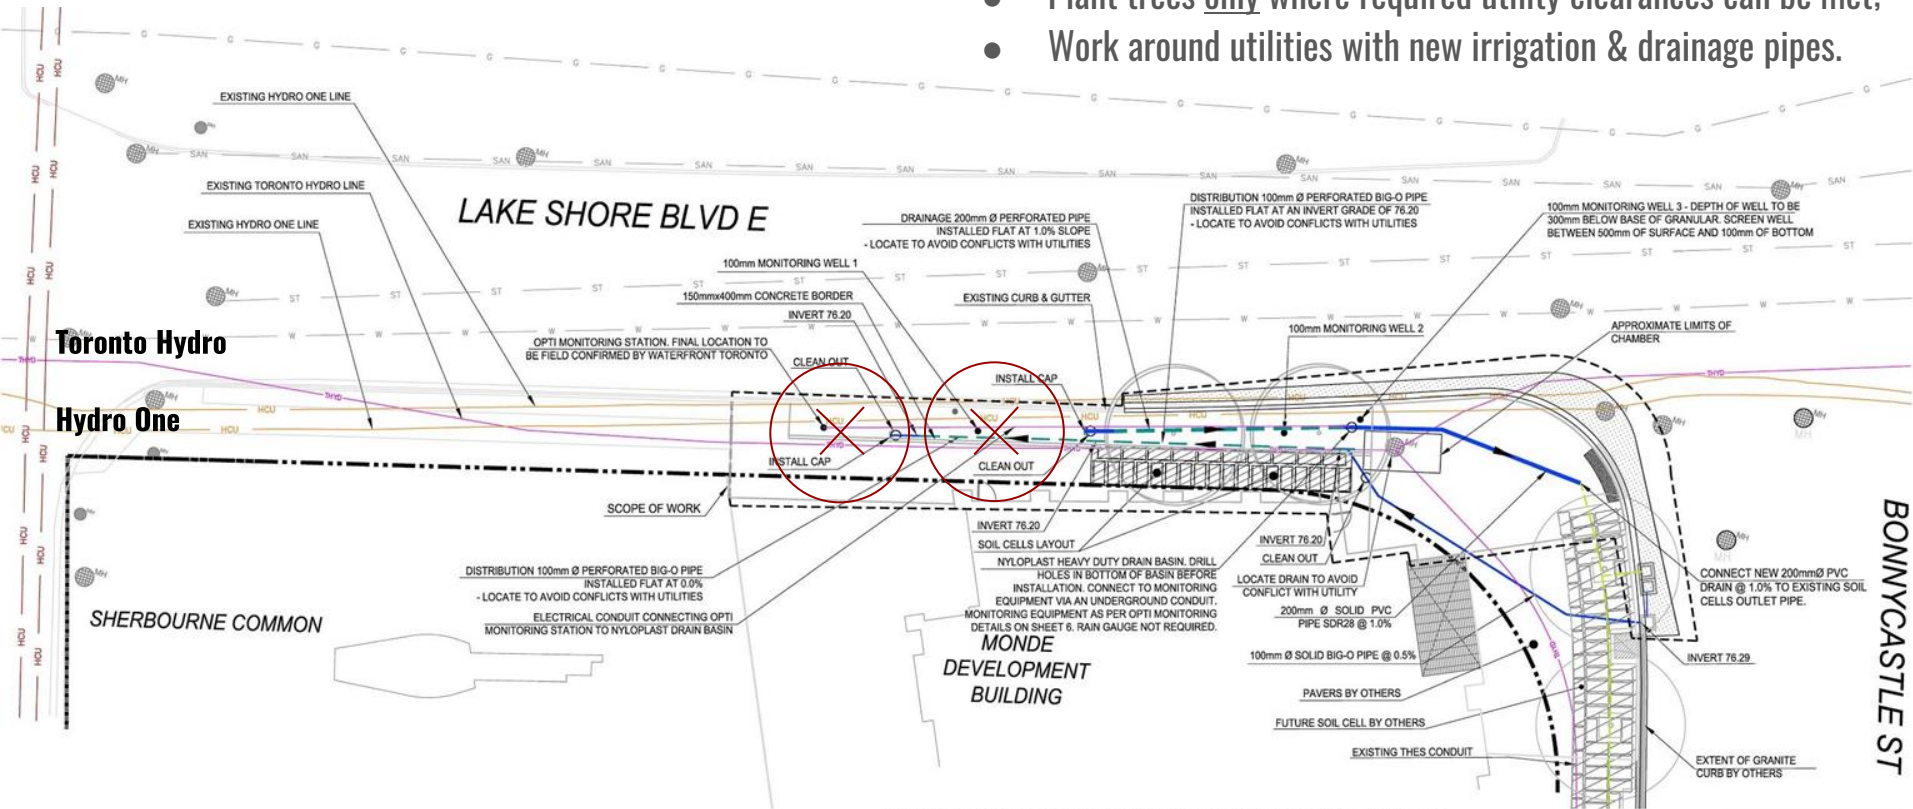 ● Plant trees only where required utility clearances can be met;
● Work around utilities with new irrigation & drainage pipes.
EXISTING HYDRO ONE LINE
EXISTING TORONTO HYDRO LINE
EXISTING HYDRO ONE LINE
LAKE SHORE BLVD E
DRAINAGE 200mm Ø PERFORATED PIPE
INSTALLED FLAT AT 1.0% SLOPE
- LOCATE TO AVOID CONFLICTS WITH UTILITIES
DISTRIBUTION 100mm Ø PERFORATED BIG-O PIPE
INSTALLED FLAT AT AN INVERT GRADE OF 76.20
- LOCATE TO AVOID CONFLICTS WITH UTILITIES
100mm MONITORING WELL 3 - DEPTH OF WELL TO BE
300mm BELOW BASE OF GRANULAR. SCREEN WELL
BETWEEN 500mm OF SURFACE AND 100mm OF BOTTOM
100mm MONITORING WELL 1
150mmx400mm CONCRETE BORDER
INVERT 76.20
EXISTING CURB & GUTTER
100mm MONITORING WELL 2
APPROXIMATE LIMITS OF
CHAMBER
OPTI MONITORING STATION. FINAL LOCATION TO
BE FIELD CONFIRMED BY WATERFRONT TORONTO
CLEAN OUT
INSTALL CAP
Toronto Hydro
Hydro One
INSTALL CAP
CLEAN OUT
SCOPE OF WORK
INVERT 76.20
SOIL CELLS LAYOUT
INVERT 76.20
CLEAN OUT
DISTRIBUTION 100mm Ø PERFORATED BIG-O PIPE
INSTALLED FLAT AT 0.0%
- LOCATE TO AVOID CONFLICTS WITH UTILITIES
ELECTRICAL CONDUIT CONNECTING OPTI
MONITORING STATION TO NYLOPLAST DRAIN BASIN
NYLOPLAST HEAVY DUTY DRAIN BASIN. DRILL
HOLES IN BOTTOM OF BASIN BEFORE
INSTALLATION. CONNECT TO MONITORING
EQUIPMENT VIA AN UNDERGROUND CONDUIT.
MONITORING EQUIPMENT AS PER OPTI MONITORING
DETAILS ON SHEET 6. RAIN GAUGE NOT REQUIRED.
LOCATE DRAIN TO AVOID
CONFLICT WITH UTILITY
200mm Ø SOLID PVC
PIPE SDR28 @ 1.0%
100mm Ø SOLID BIG-O PIPE @ 0.5%
PAVERS BY OTHERS
FUTURE SOIL CELL BY OTHERS
EXISTING THES CONDUIT
CONNECT NEW 200mmØ PVC
DRAIN @ 1.0% TO EXISTING SOIL
CELLS OUTLET PIPE.
INVERT 76.29
EXTENT OF GRANITE
CURB BY OTHERS
SHERBOURNE COMMON
MONDE
DEVELOPMENT
BUILDING
BONNYCASTLE ST